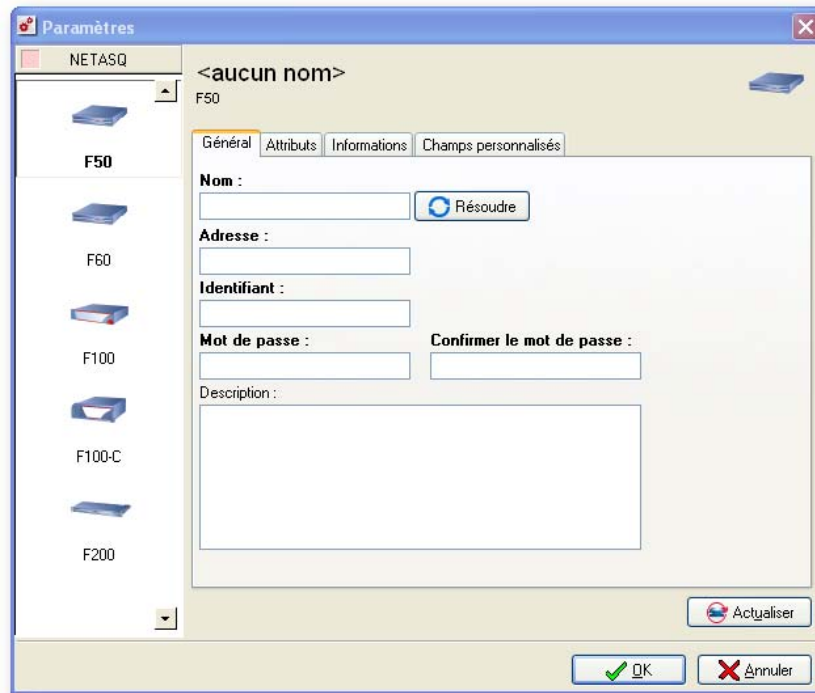 Paramètres
NETASQ
F50
F60
F100
F100-C
F200
<aucun nom>
F50
Général Attributs Informations Champs personnalisés
Nom :
Résoudre
Adresse :
Identifiant :
Mot de passe : Confirmer le mot de passe :
Description :
Actualiser
OK Annuler